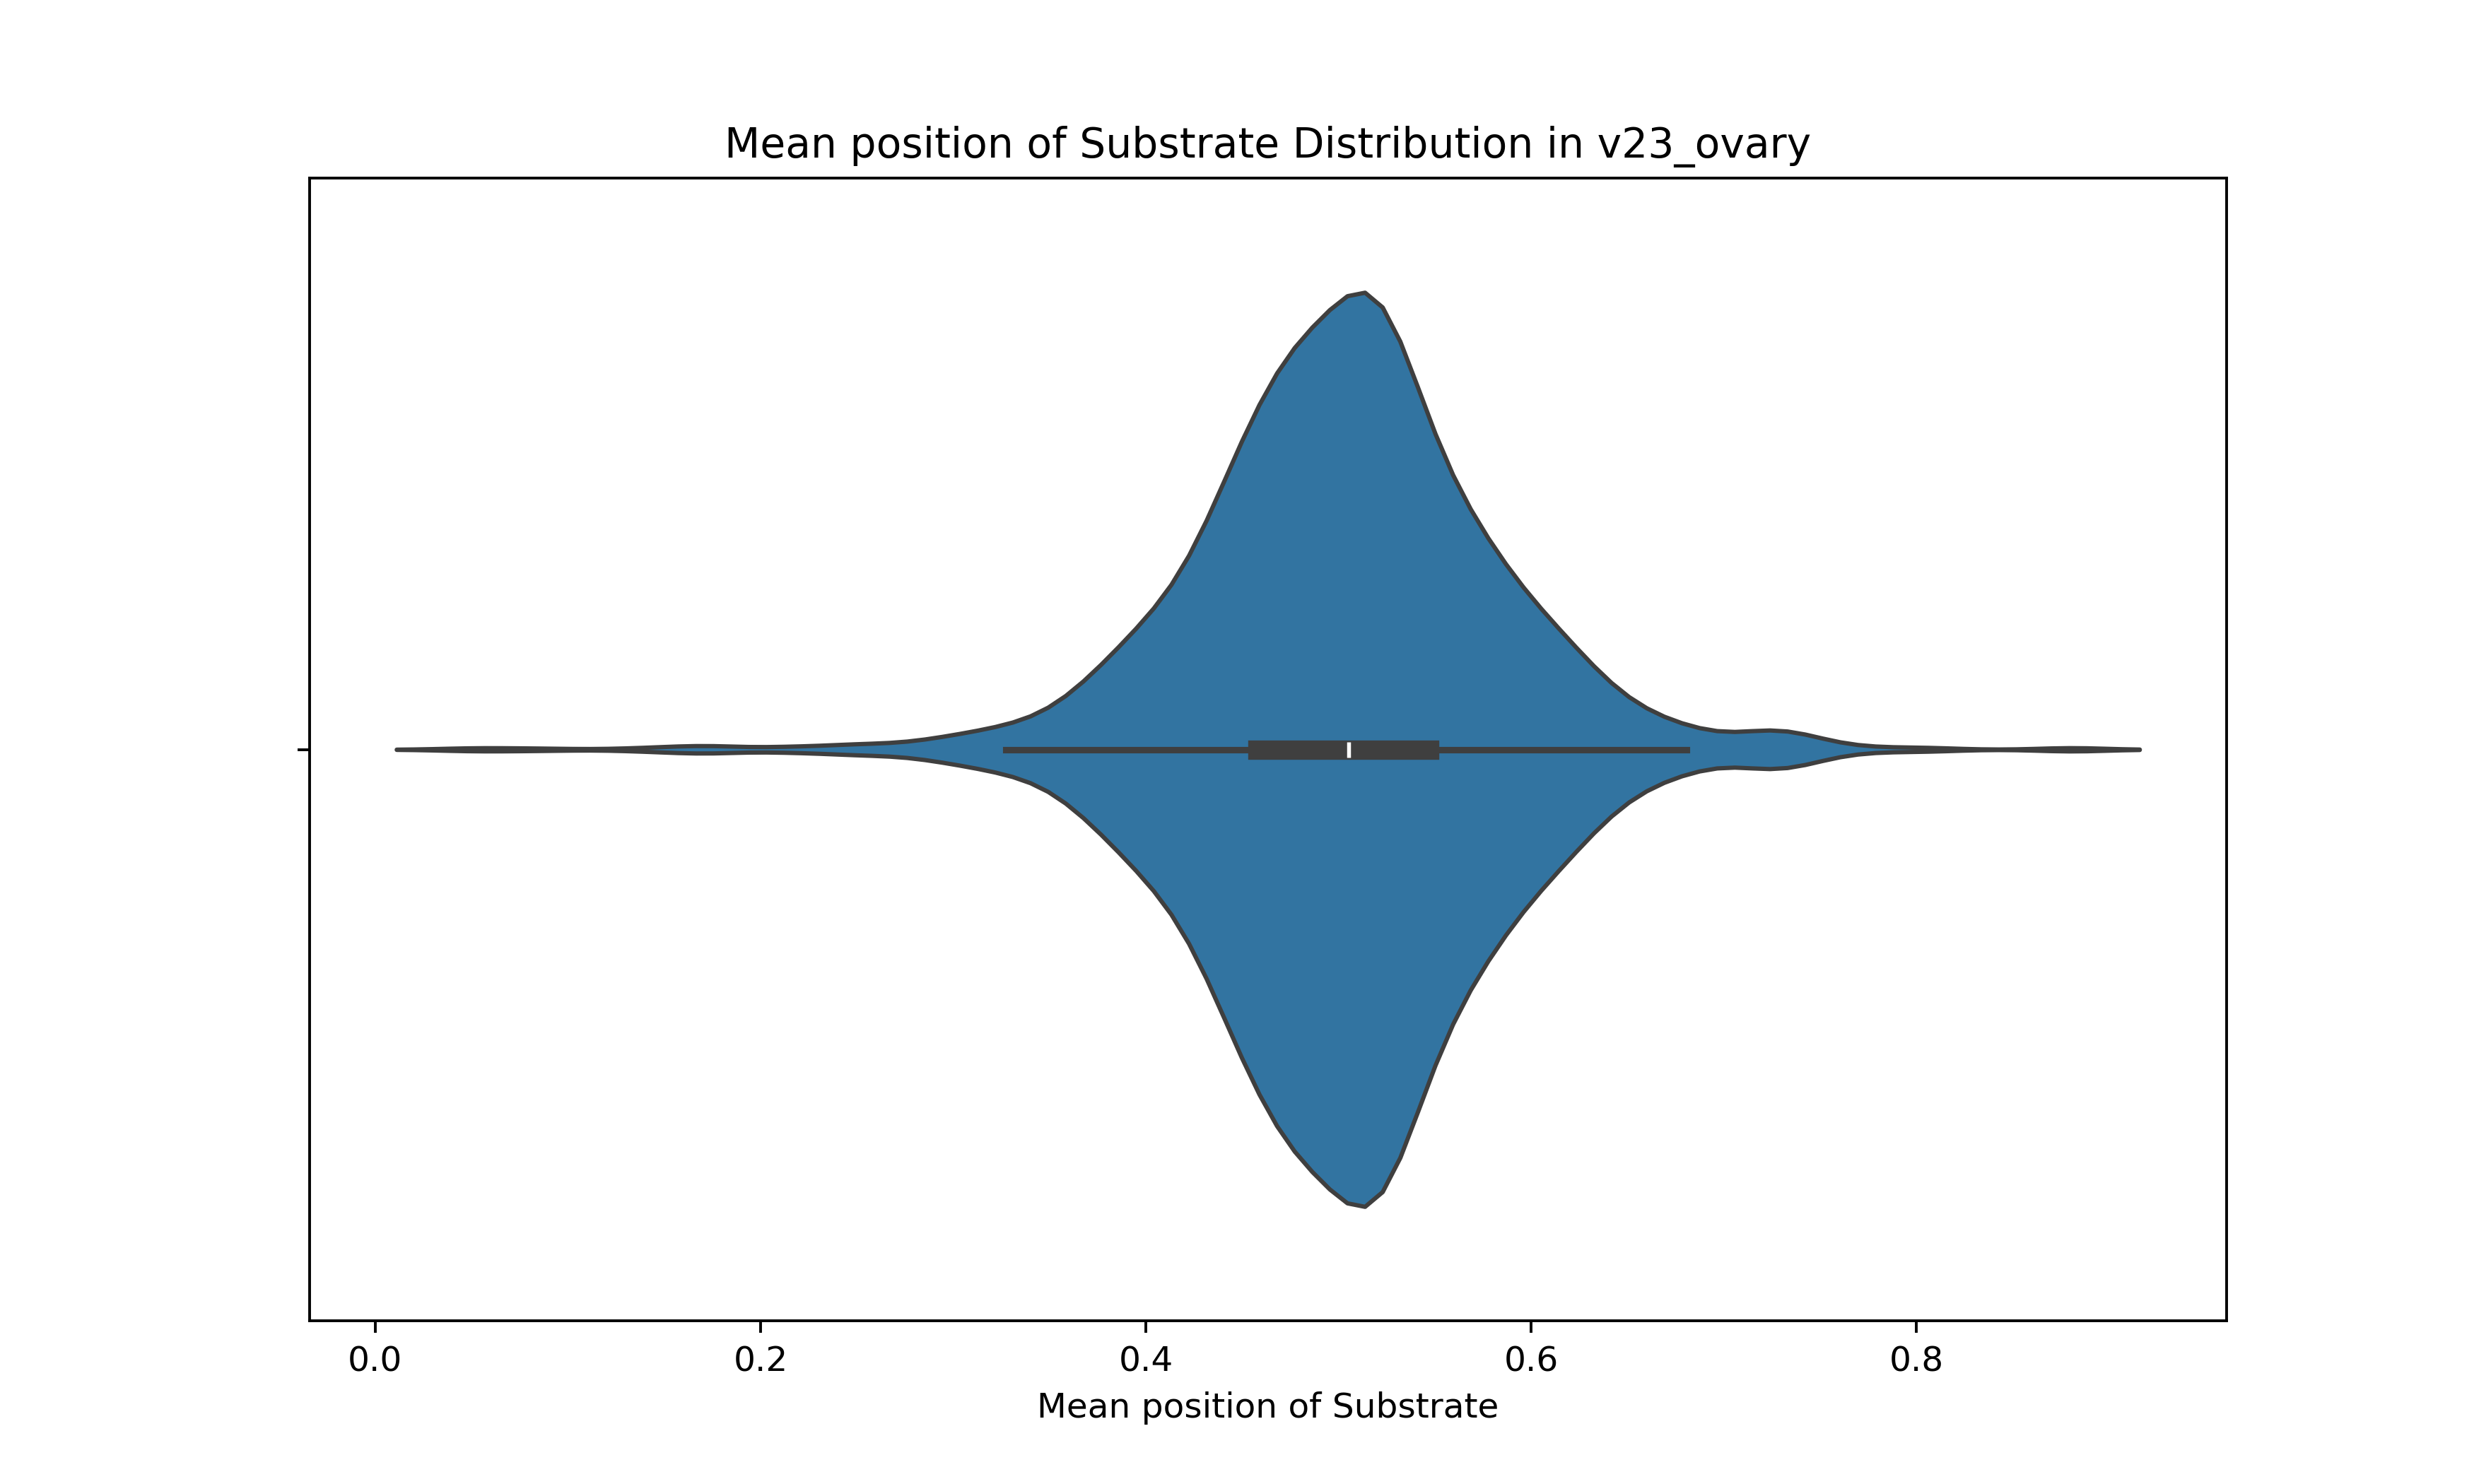 Mean position of Substrate Distribution in v23_ovary
0.0 0.2 0.4 0.6 0.8
Mean position of Substrate